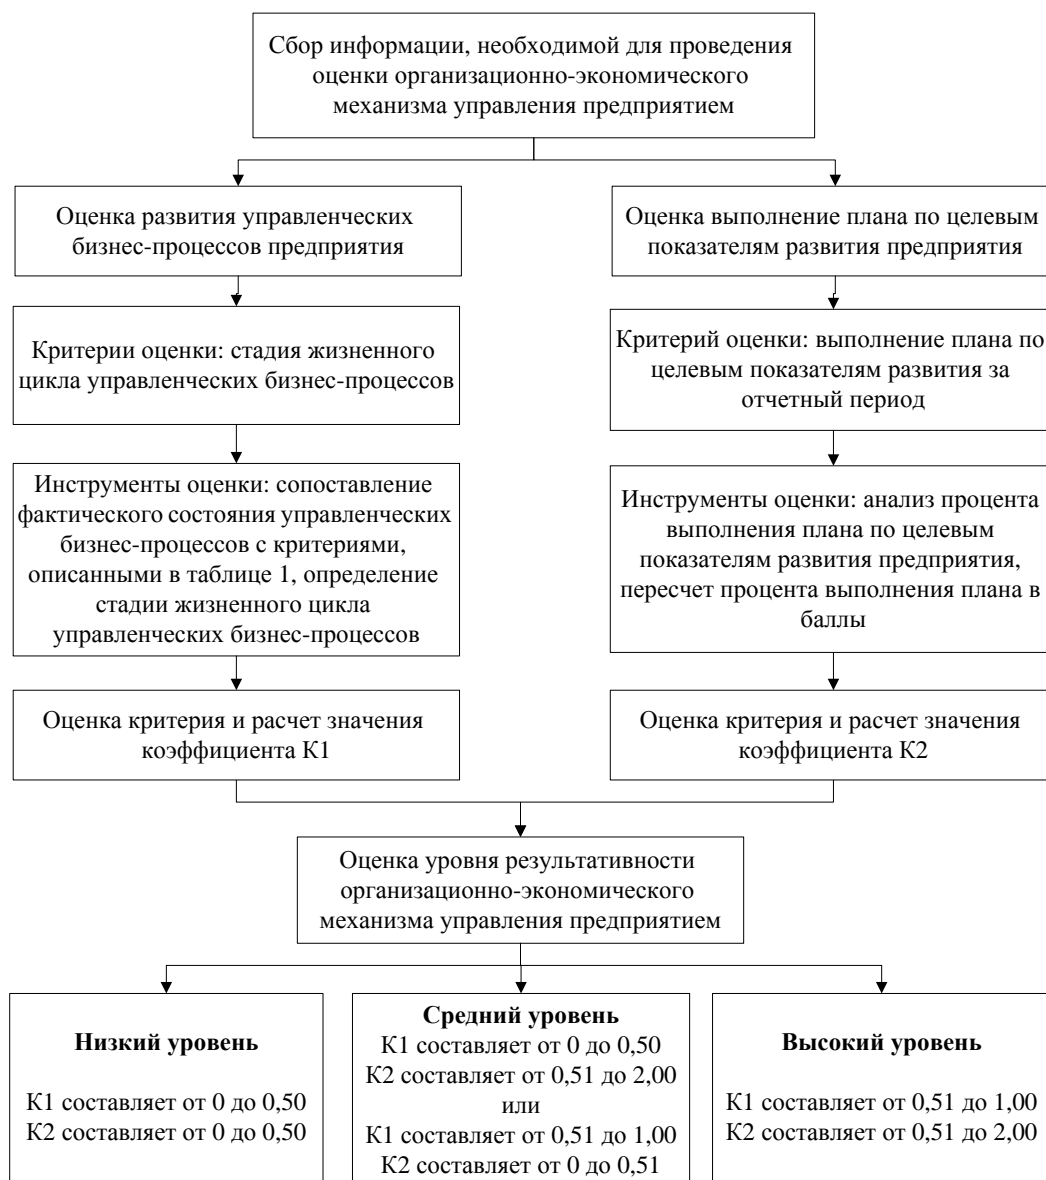 Сбор информации, необходимой для проведения
оценки организационно-экономического
механизма управления предприятием
Оценка развития управленческих
бизнес-процессов предприятия
Оценка выполнение плана по целевым
показателям развития предприятия
Критерии оценки: стадия жизненного
цикла управленческих бизнес-процессов
Критерий оценки: выполнение плана по
целевым показателям развития за
отчетный период
Инструменты оценки: сопоставление
фактического состояния управленческих
бизнес-процессов с критериями,
описанными в таблице 1, определение
стадии жизненного цикла
управленческих бизнес-процессов
Инструменты оценки: анализ процента
выполнения плана по целевым
показателям развития предприятия,
пересчет процента выполнения плана в
баллы
Оценка критерия и расчет значения
коэффициента К1
Оценка критерия и расчет значения
коэффициента К2
Оценка уровня результативности
организационно-экономического
механизма управления предприятием
Низкий уровень
К1 составляет от 0 до 0,50
К2 составляет от 0 до 0,50
Средний уровень
К1 составляет от 0 до 0,50
К2 составляет от 0,51 до 2,00
или
К1 составляет от 0,51 до 1,00
К2 составляет от 0 до 0,51
Высокий уровень
К1 составляет от 0,51 до 1,00
К2 составляет от 0,51 до 2,00